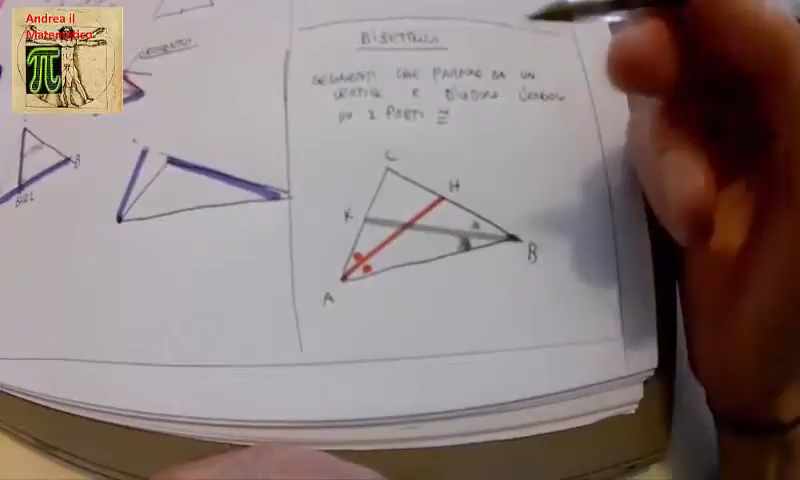 Andrea il
Matematico
π
BISETTRICI
SEGMENTI CHE PARTONO DA UN
VERTICE E DIVIDONO L'ANGOLO
IN 2 PARTI ≅
C
H
K
B
A
B